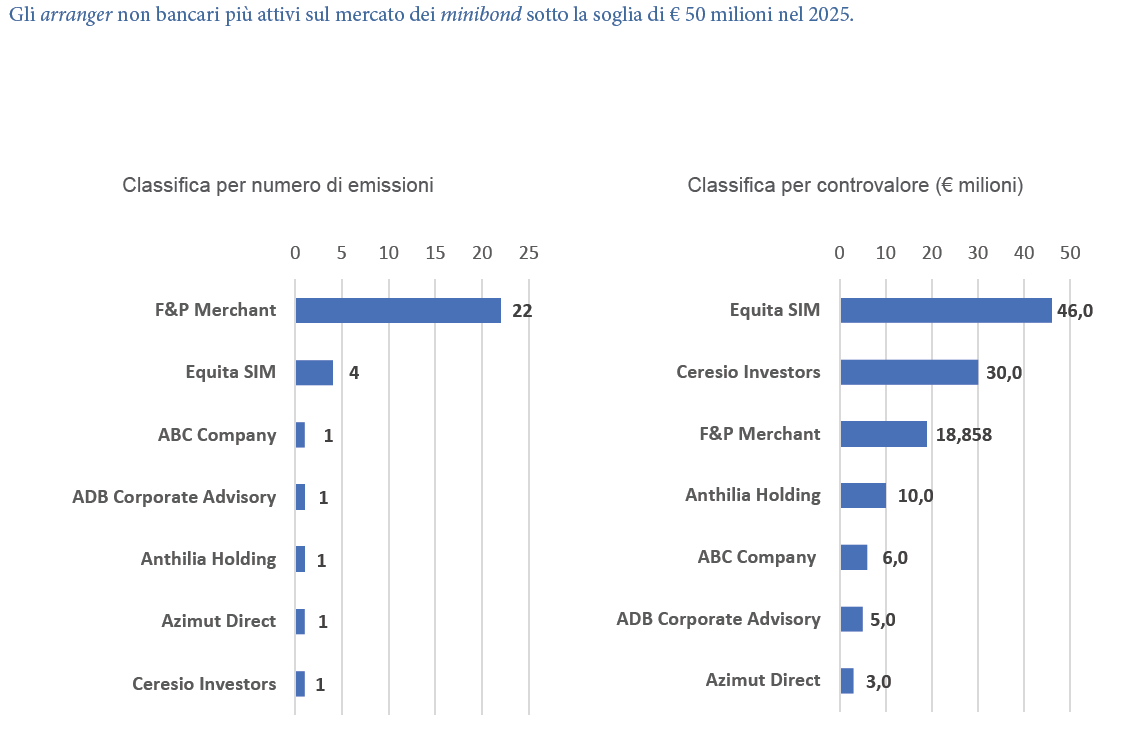 Gli arranger non bancari più attivi sul mercato dei minibond sotto la soglia di € 50 milioni nel 2025.
Classifica per numero di emissioni
0 5 10 15 20 25
F&P Merchant 22
Equita SIM 4
ABC Company 1
ADB Corporate Advisory 1
Anthilia Holding 1
Azimut Direct 1
Ceresio Investors 1
Classifica per controvalore (€ milioni)
0 10 20 30 40 50
Equita SIM 46,0
Ceresio Investors 30,0
F&P Merchant 18,858
Anthilia Holding 10,0
ABC Company 6,0
ADB Corporate Advisory 5,0
Azimut Direct 3,0